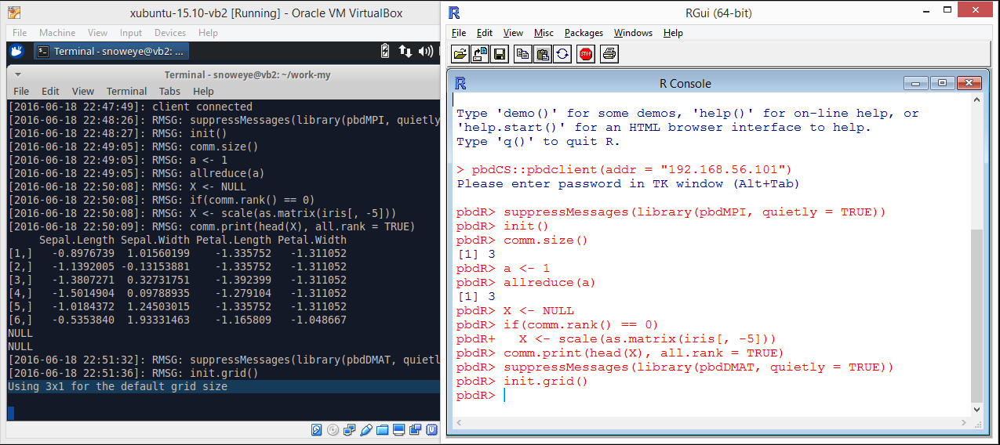 xubuntu-15.10-vb2 [Running] - Oracle VM VirtualBox
File Machine View Input Devices Help
Terminal - snoweye@vb2: ...
Terminal - snoweye@vb2: ~/work-my
File Edit View Terminal Tabs Help
[2016-06-18 22:47:49]: client connected
[2016-06-18 22:48:26]: RMSG: suppressMessages(library(pbdMPI, quietly
[2016-06-18 22:48:27]: RMSG: init()
[2016-06-18 22:49:05]: RMSG: comm.size()
[2016-06-18 22:49:05]: RMSG: a <- 1
[2016-06-18 22:49:05]: RMSG: allreduce(a)
[2016-06-18 22:50:08]: RMSG: X <- NULL
[2016-06-18 22:50:08]: RMSG: if(comm.rank() == 0)
[2016-06-18 22:50:08]: RMSG: X <- scale(as.matrix(iris[, -5]))
[2016-06-18 22:50:09]: RMSG: comm.print(head(X), all.rank = TRUE)
Sepal.Length Sepal.Width Petal.Length Petal.Width
[1,] -0.8976739 1.01560199 -1.335752 -1.311052
[2,] -1.1392005 -0.13153881 -1.335752 -1.311052
[3,] -1.3807271 0.32731751 -1.392399 -1.311052
[4,] -1.5014904 0.09788935 -1.279104 -1.311052
[5,] -1.0184372 1.24503015 -1.335752 -1.311052
[6,] -0.5353840 1.93331463 -1.165809 -1.048667
NULL
NULL
[2016-06-18 22:51:32]: RMSG: suppressMessages(library(pbdDMAT, quietl
[2016-06-18 22:51:36]: RMSG: init.grid()
Using 3x1 for the default grid size
RGui (64-bit)
File Edit View Misc Packages Windows Help
STOP
R Console
Type 'demo()' for some demos, 'help()' for on-line help, or
'help.start()' for an HTML browser interface to help.
Type 'q()' to quit R.
> pbdCS::pbdclient(addr = "192.168.56.101")
Please enter password in TK window (Alt+Tab)
pbdR> suppressMessages(library(pbdMPI, quietly = TRUE))
pbdR> init()
pbdR> comm.size()
[1] 3
pbdR> a <- 1
pbdR> allreduce(a)
[1] 3
pbdR> X <- NULL
pbdR> if(comm.rank() == 0)
pbdR+   X <- scale(as.matrix(iris[, -5]))
pbdR> comm.print(head(X), all.rank = TRUE)
pbdR> suppressMessages(library(pbdDMAT, quietly = TRUE))
pbdR> init.grid()
pbdR>